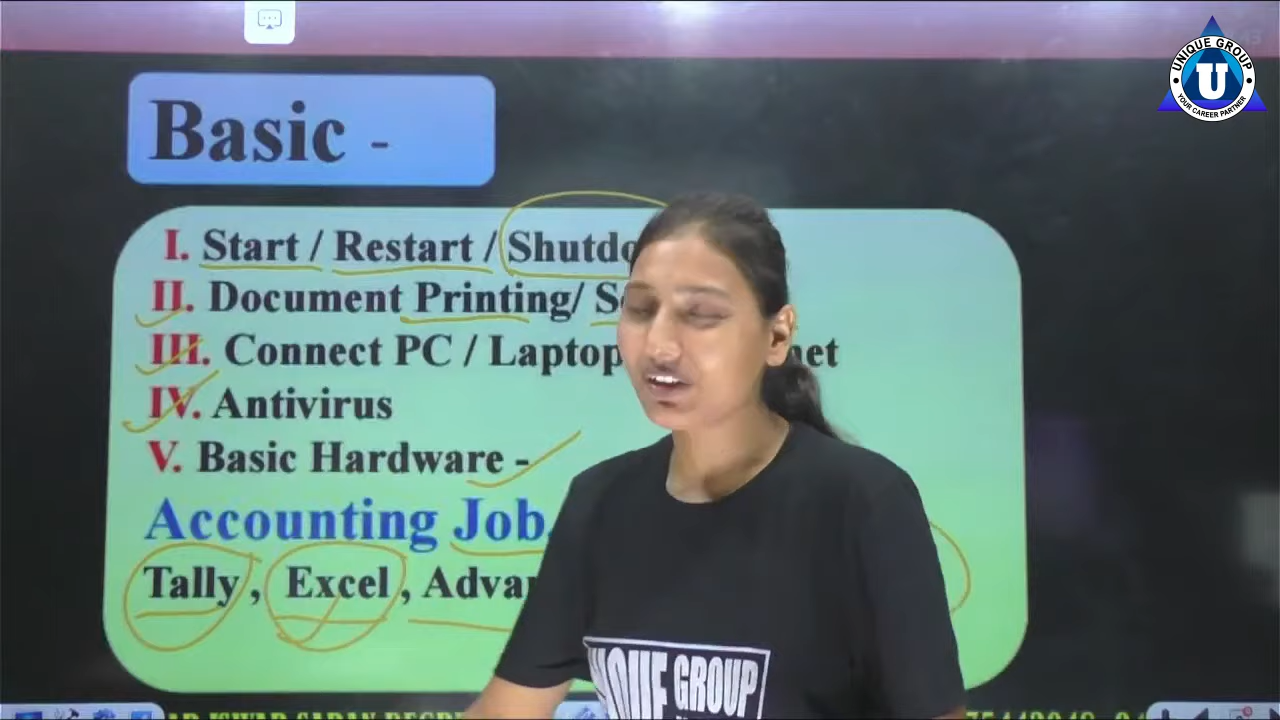 UNIQUE GROUP
U
YOUR CAREER PARTNER
Basic -
I. Start / Restart / Shutdo
II. Document Printing/ S
III. Connect PC / Laptop net
IV. Antivirus
V. Basic Hardware -
Accounting Job
Tally , Excel , Advan
UNIQUE GROUP